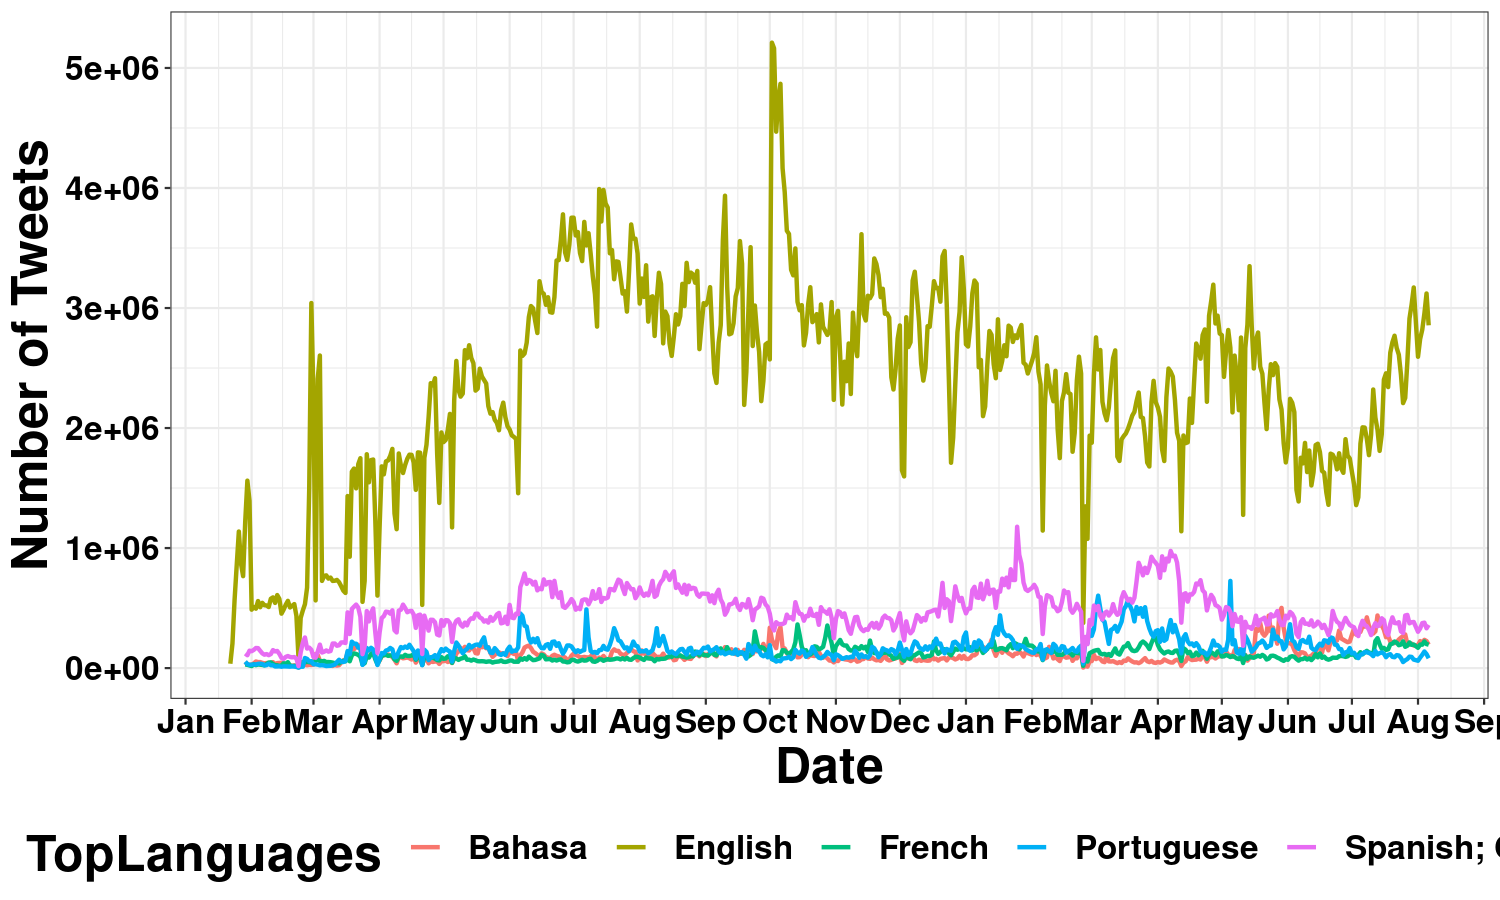 Number of Tweets
5e+06
4e+06
3e+06
2e+06
1e+06
0e+00
Jan Feb Mar Apr May Jun Jul Aug Sep Oct Nov Dec Jan Feb Mar Apr May Jun Jul Aug Sep
Date
TopLanguages Bahasa English French Portuguese Spanish;